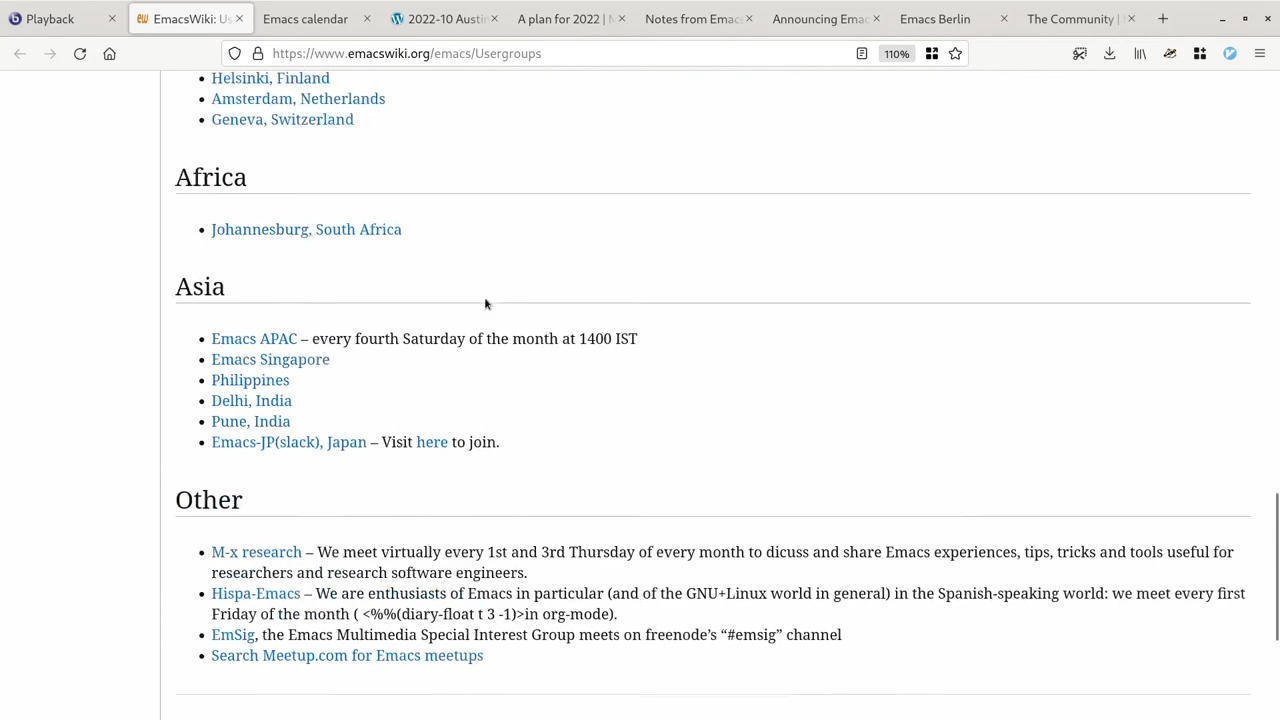 Playback
EmacsWiki: Us
Emacs calendar
2022-10 Austin
A plan for 2022 | N
Notes from Emacs
Announcing Emac
Emacs Berlin
The Community |
https://www.emacswiki.org/emacs/Usergroups
110%
Helsinki, Finland
Amsterdam, Netherlands
Geneva, Switzerland
Africa
Johannesburg, South Africa
Asia
Emacs APAC – every fourth Saturday of the month at 1400 IST
Emacs Singapore
Philippines
Delhi, India
Pune, India
Emacs-JP(slack), Japan – Visit here to join.
Other
M-x research – We meet virtually every 1st and 3rd Thursday of every month to dicuss and share Emacs experiences, tips, tricks and tools useful for
researchers and research software engineers.
Hispa-Emacs – We are enthusiasts of Emacs in particular (and of the GNU+Linux world in general) in the Spanish-speaking world: we meet every first
Friday of the month ( <%%(diary-float t 3 -1)>in org-mode).
EmSig, the Emacs Multimedia Special Interest Group meets on freenode’s “#emsig” channel
Search Meetup.com for Emacs meetups